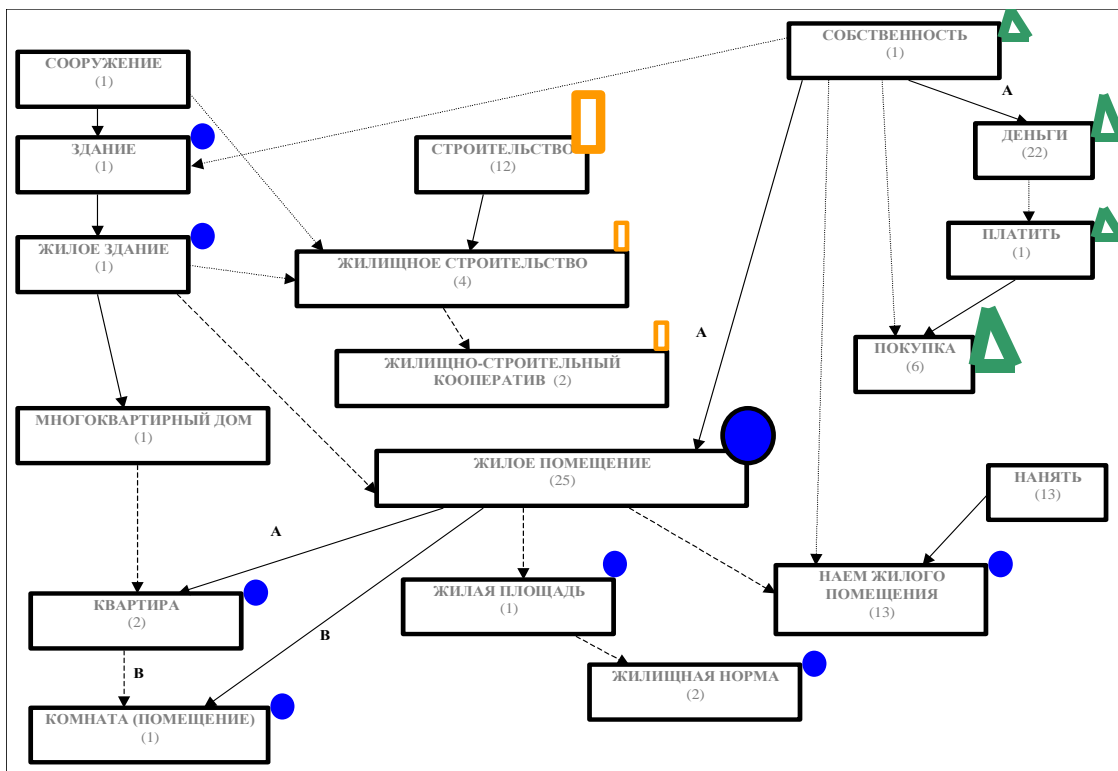 СОБСТВЕННОСТЬ
(1)
СООРУЖЕНИЕ
(1)
A
ДЕНЬГИ
(22)
ЗДАНИЕ
(1)
СТРОИТЕЛЬСТВО
(12)
ПЛАТИТЬ
(1)
ЖИЛОЕ ЗДАНИЕ
(1)
ЖИЛИЩНОЕ СТРОИТЕЛЬСТВО
(4)
A
ПОКУПКА
(6)
ЖИЛИЩНО-СТРОИТЕЛЬНЫЙ
КООПЕРАТИВ (2)
МНОГОКВАРТИРНЫЙ ДОМ
(1)
ЖИЛОЕ ПОМЕЩЕНИЕ
(25)
НАНЯТЬ
(13)
A
ЖИЛАЯ ПЛОЩАДЬ
(1)
НАЕМ ЖИЛОГО
ПОМЕЩЕНИЯ
(13)
КВАРТИРА
(2)
B
B
ЖИЛИЩНАЯ НОРМА
(2)
КОМНАТА (ПОМЕЩЕНИЕ)
(1)